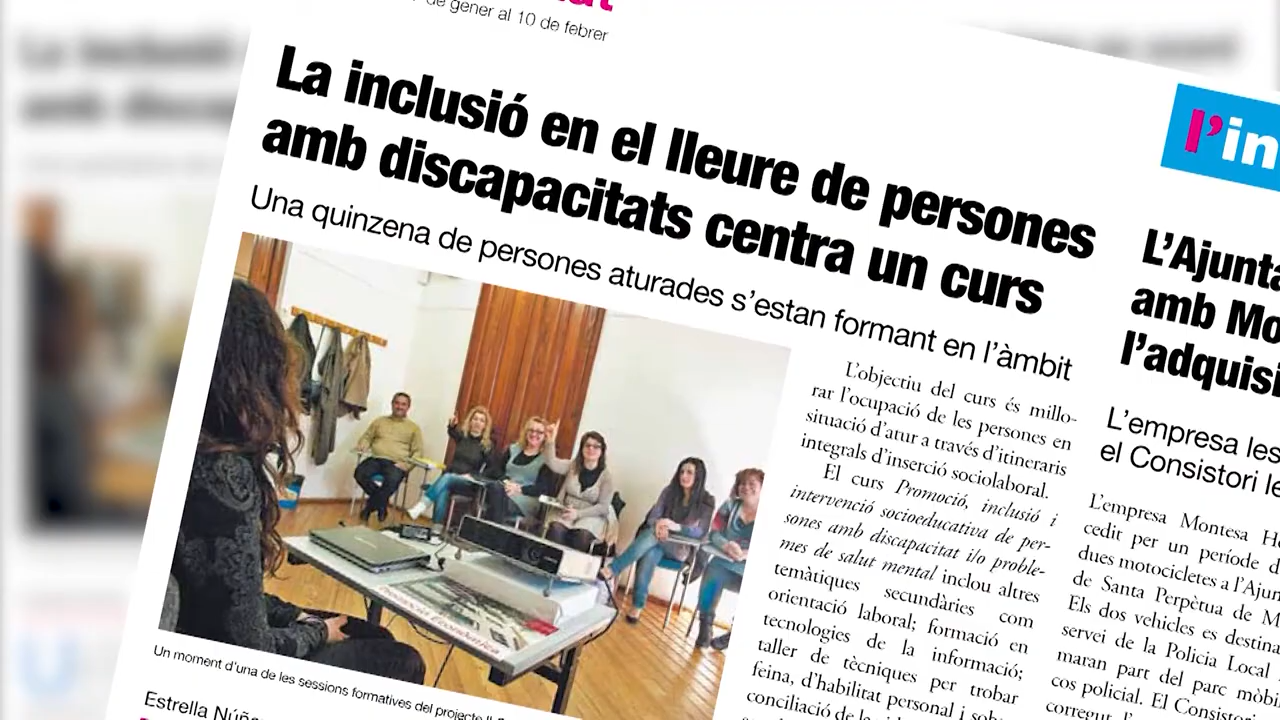 de gener al 10 de febrer
La inclusió en el lleure de persones
amb discapacitats centra un curs
Una quinzena de persones aturades s'estan formant en l'àmbit
L'objectiu del curs és millo-
rar l'ocupació de les persones en
situació d'atur a través d'itineraris
integrals d'inserció sociolaboral.
El curs Promoció, inclusió i
intervenció socioeducativa de per-
sones amb discapacitat i/o proble-
mes de salut mental inclou altres
temàtiques secundàries com
orientació laboral; formació en
tecnologies de la informació;
taller de tècniques per trobar
feina, d'habilitat personal i
conciliació de la
Promoció Econòmica
Un moment d'una de les sessions formatives del projecte
Estrella
l'in
L'Ajunta
amb Mo
l'adquisi
L'empresa les
el Consistori
L'empresa Montesa
cedit per un període
dues motocicletes a l'Ajun
de Santa Perpètua de M
Els dos vehicles es destina
servei de la Policia Local
maran part del parc mòbi
cos policial. El Consistori
corregut